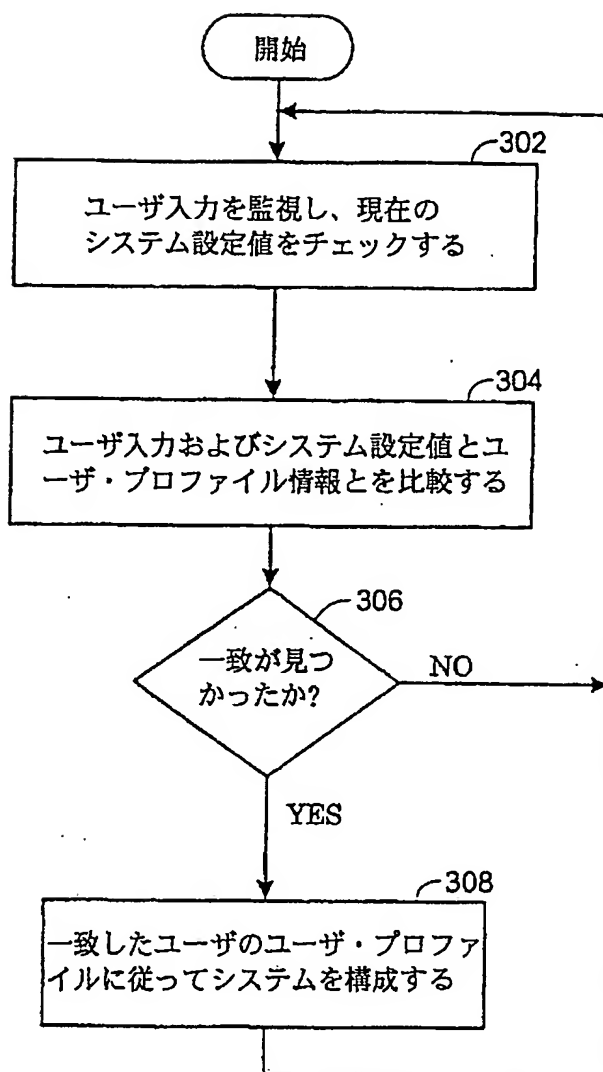 開始
302
ユーザ入力を監視し、現在の
システム設定値をチェックする
304
ユーザ入力およびシステム設定値とユ
ーザ・プロファイル情報とを比較する
306
一致が見つ
かったか?
NO
YES
308
一致したユーザのユーザ・プロファ
イルに従ってシステムを構成する